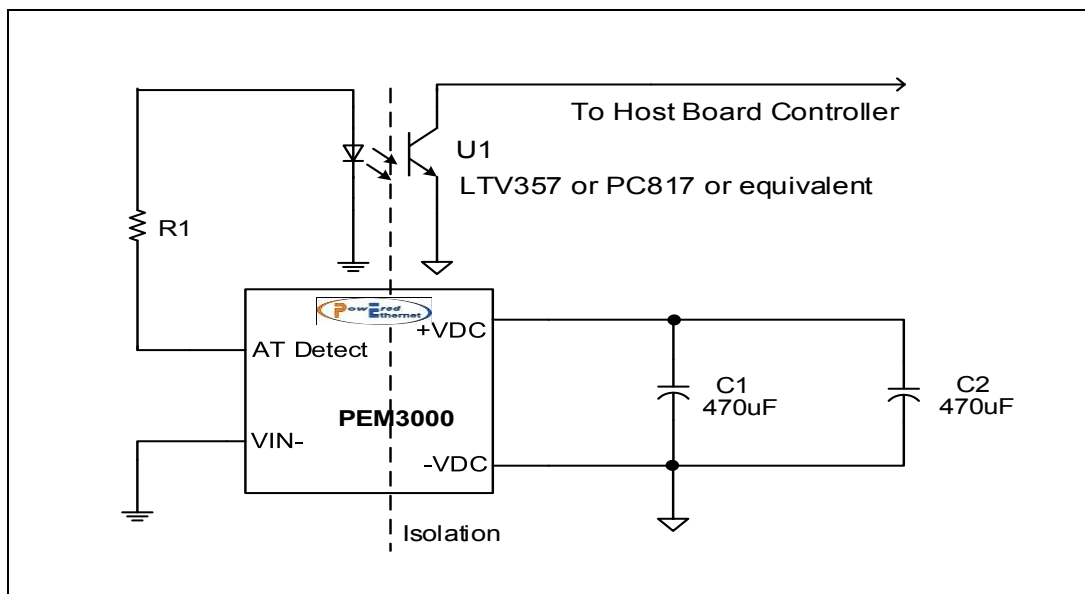 To Host Board Controller
U1
LTV357 or PC817 or equivalent
R1
PowEred
Ethernet
+VDC
AT Detect
C1
470uF
C2
470uF
PEM3000
VIN-
-VDC
Isolation